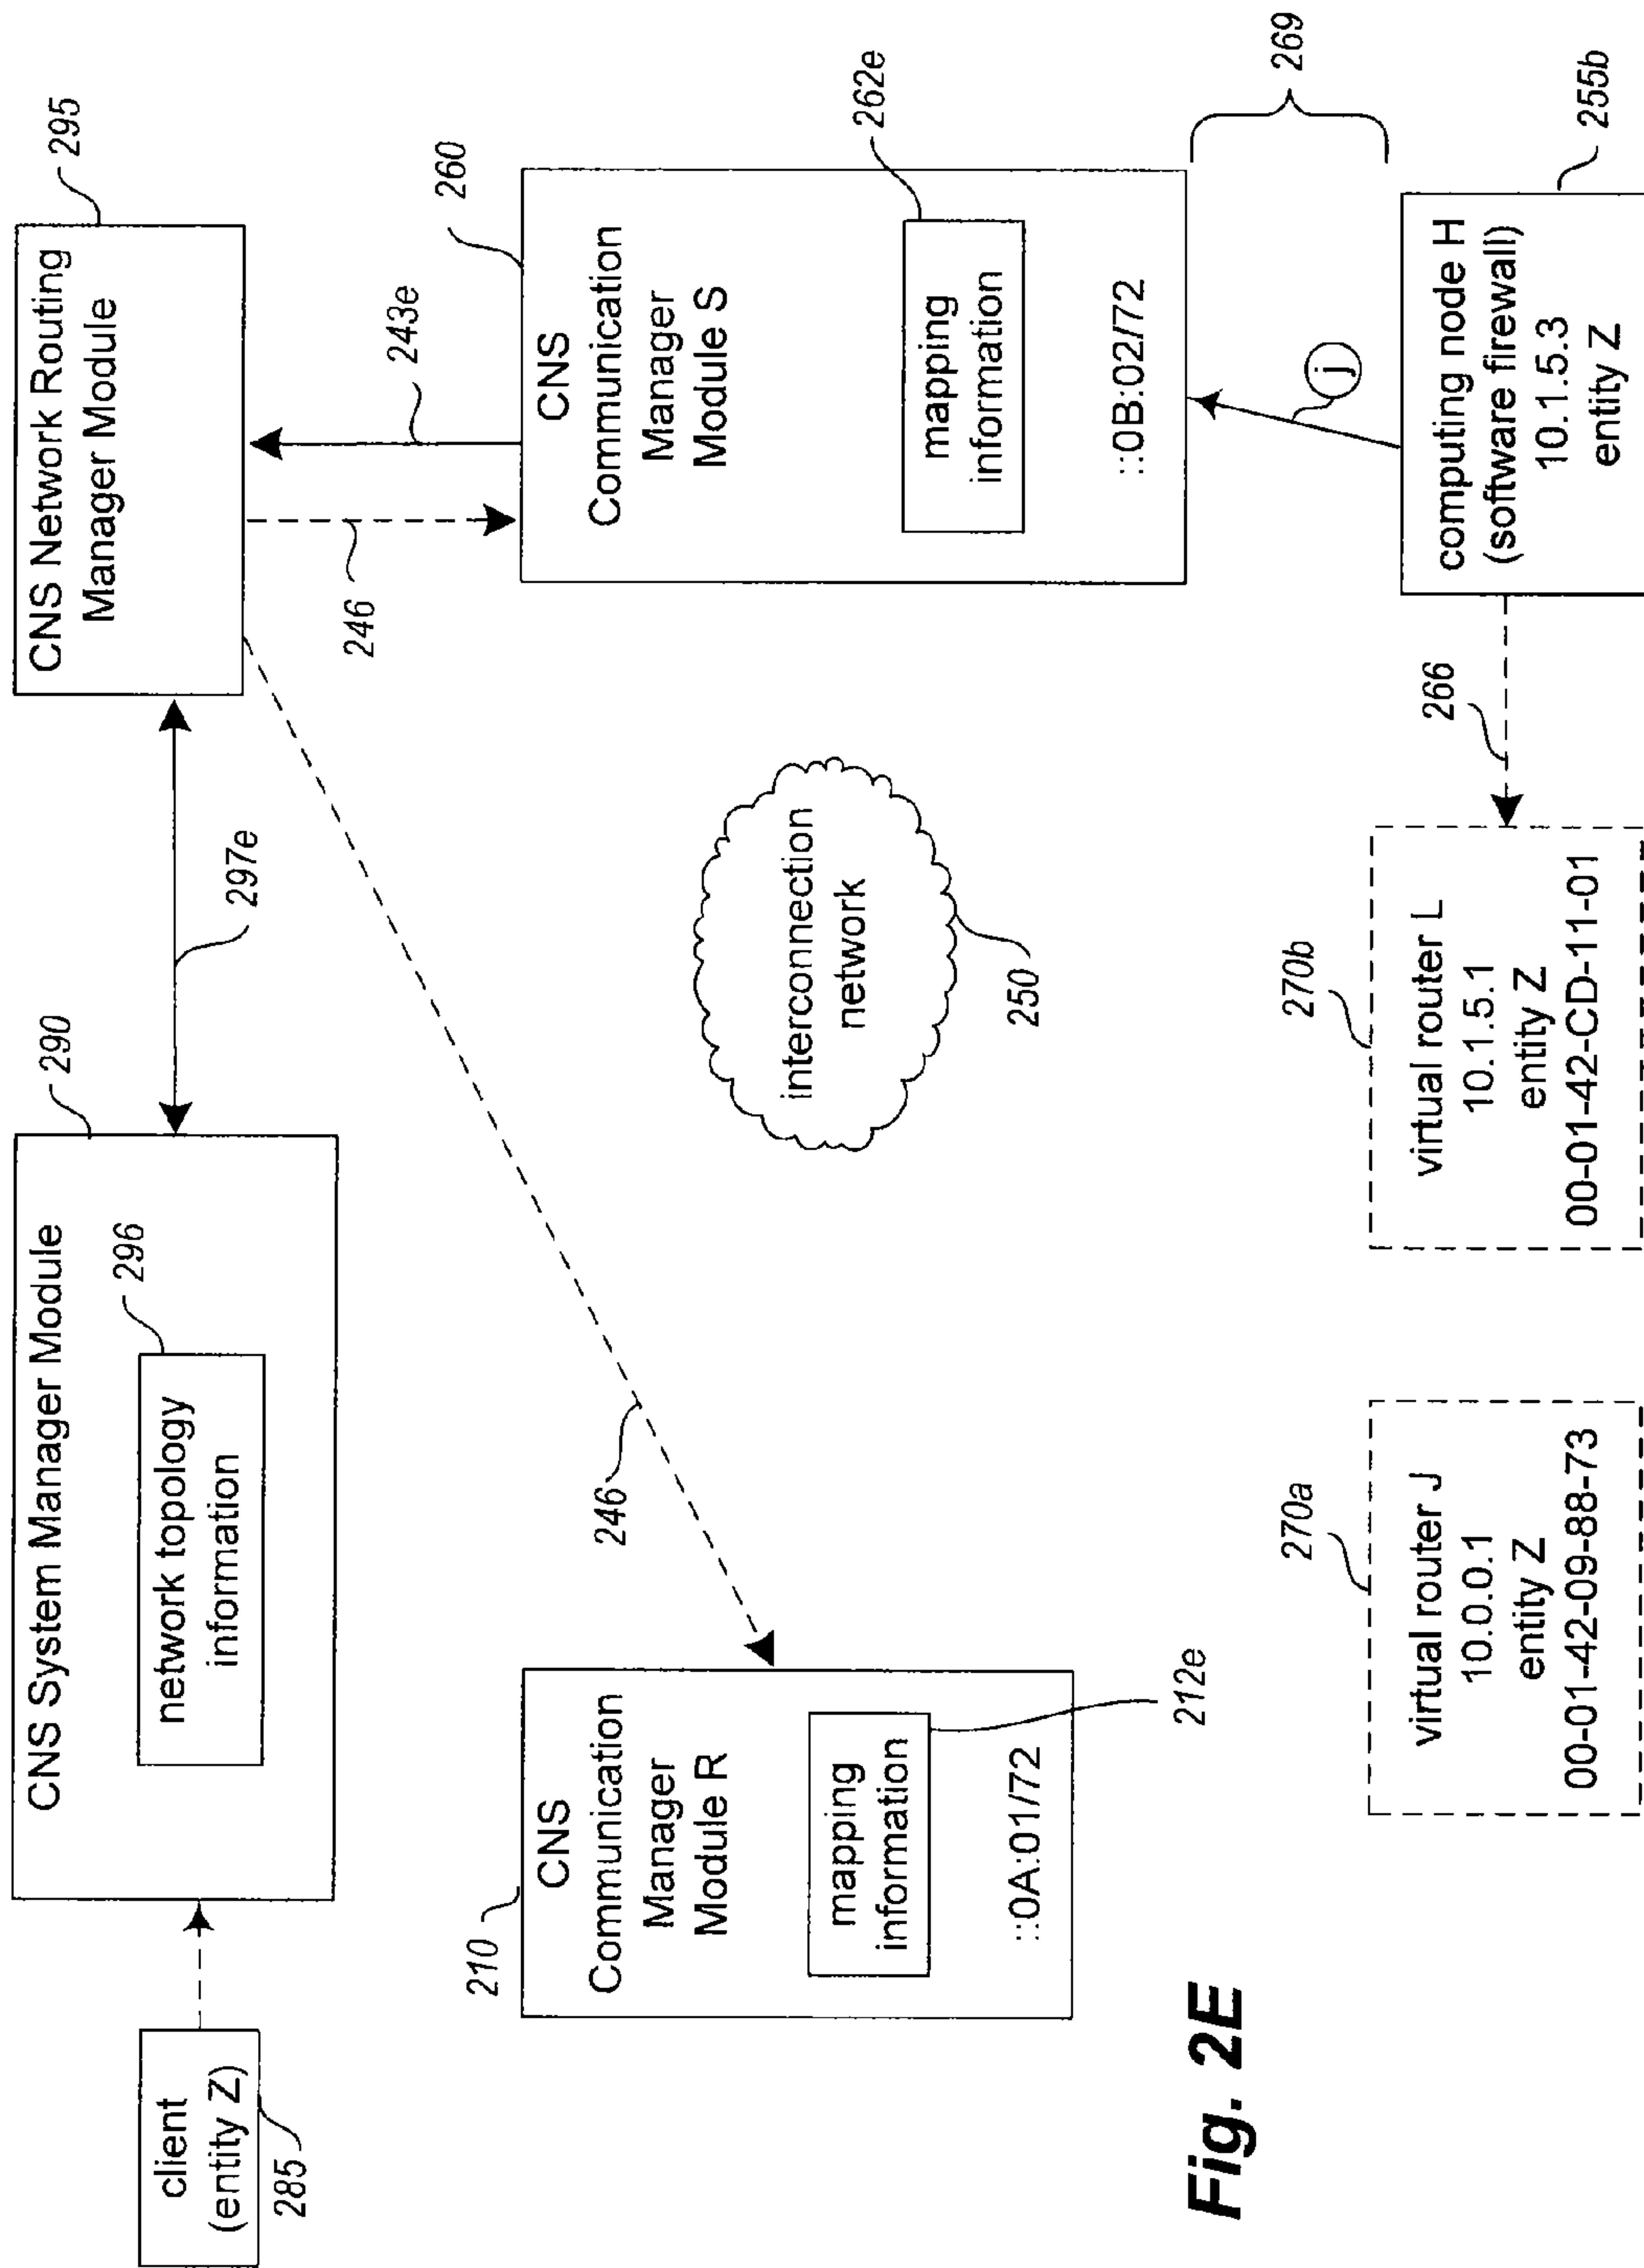 client
(entity Z)
285
CNS System Manager Module
290
network topology
information
296
297e
CNS Network Routing
Manager Module
295
246
243e
246
210
CNS
Communication
Manager
Module R
mapping
information
212e
::0A:01/72
interconnection
network
250
260
CNS
Communication
Manager
Module S
mapping
information
262e
::0B:02/72
269
j
270a
virtual router J
10.0.0.1
entity Z
00-01-42-09-88-73
270b
virtual router L
10.1.5.1
entity Z
00-01-42-CD-11-01
266
computing node H
(software firewall)
10.1.5.3
entity Z
255b
Fig. 2E